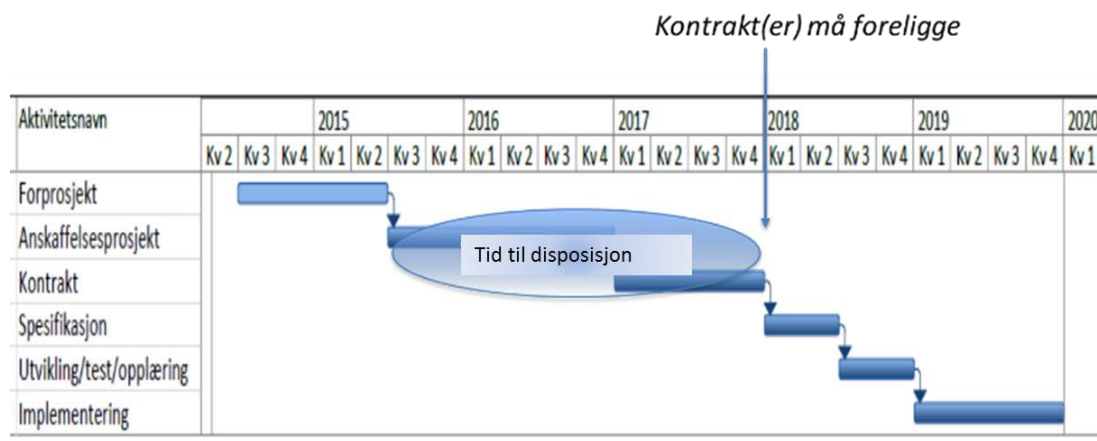 Kontrakt(er) må foreligge
Aktivitetsnavn
2015 2016 2017 2018 2019 2020
Kv 2 Kv 3 Kv 4 Kv 1 Kv 2 Kv 3 Kv 4 Kv 1 Kv 2 Kv 3 Kv 4 Kv 1 Kv 2 Kv 3 Kv 4 Kv 1 Kv 2 Kv 3 Kv 4 Kv 1 Kv 2 Kv 3 Kv 4 Kv 1
Forprosjekt
Anskaffelsesprosjekt
Tid til disposisjon
Kontrakt
Spesifikasjon
Utvikling/test/opplæring
Implementering